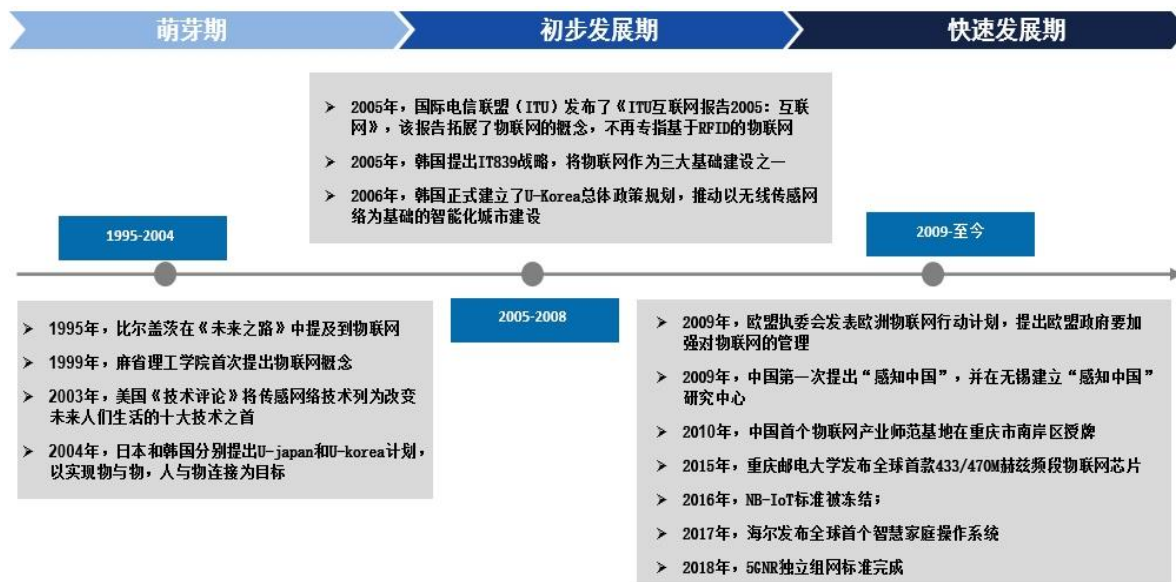 萌芽期
初步发展期
快速发展期
➤ 2005年，国际电信联盟（ITU）发布了《ITU互联网报告2005：互联
网》，该报告拓展了物联网的概念，不再专指基于RFID的物联网
➤ 2005年，韩国提出IT839战略，将物联网作为三大基础建设之一
➤ 2006年，韩国正式建立了U-Korea总体政策规划，推动以无线传感网
络为基础的智能化城市建设
1995-2004
2009-至今
2005-2008
➤ 1995年，比尔盖茨在《未来之路》中提及到物联网
➤ 1999年，麻省理工学院首次提出物联网概念
➤ 2003年，美国《技术评论》将传感网络技术列为改变
未来人们生活的十大技术之首
➤ 2004年，日本和韩国分别提出U-japan和U-korea计划，
以实现物与物，人与物连接为目标
➤ 2009年，欧盟执委会发表欧洲物联网行动计划，提出欧盟政府要加
强对物联网的管理
➤ 2009年，中国第一次提出“感知中国”，并在无锡建立“感知中国”
研究中心
➤ 2010年，中国首个物联网产业师范基地在重庆市南岸区授牌
➤ 2015年，重庆邮电大学发布全球首款433/470M赫兹频段物联网芯片
➤ 2016年，NB-IoT标准被冻结；
➤ 2017年，海尔发布全球首个智慧家庭操作系统
➤ 2018年，5GNR独立组网标准完成